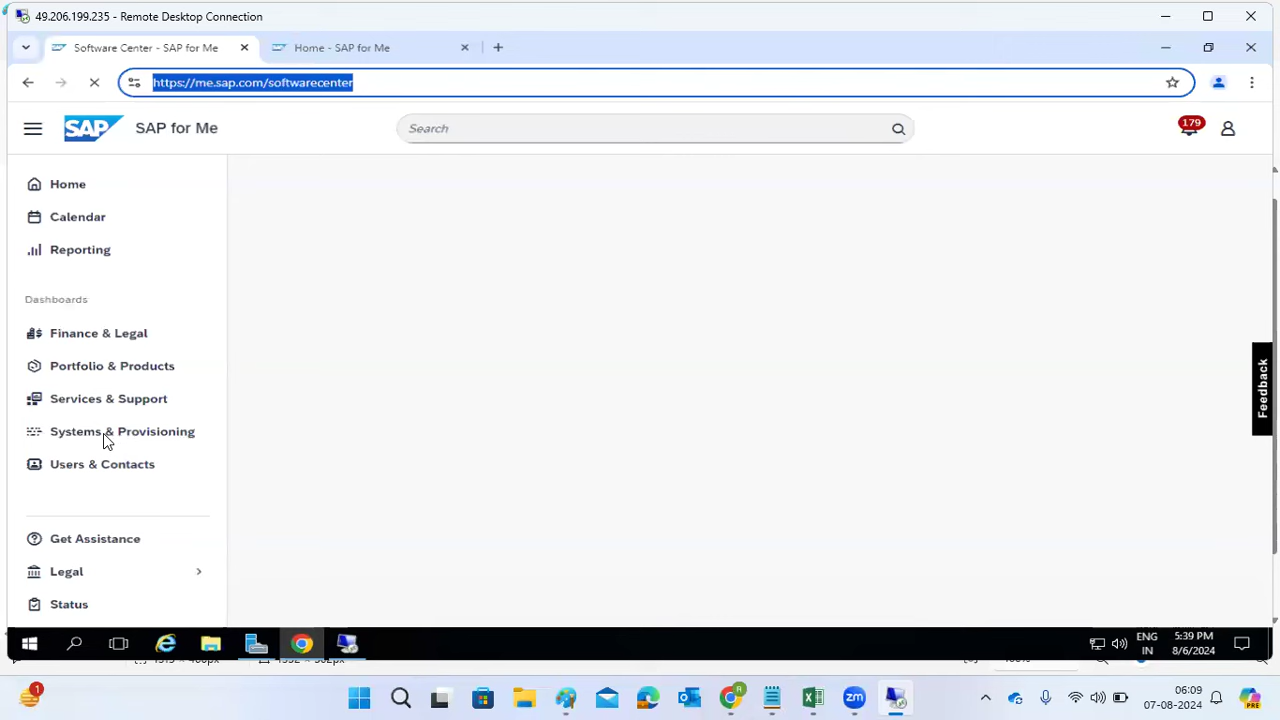 49.206.199.235 - Remote Desktop Connection
Software Center - SAP for Me
Home - SAP for Me
https://me.sap.com/softwarecenter
SAP
SAP for Me
Search
179
Home
Calendar
Reporting
Dashboards
Finance & Legal
Portfolio & Products
Services & Support
Systems & Provisioning
Users & Contacts
Get Assistance
Legal
Status
Feedback
ENG
IN
5:39 PM
8/6/2024
1
zm
PRE
06:09
07-08-2024